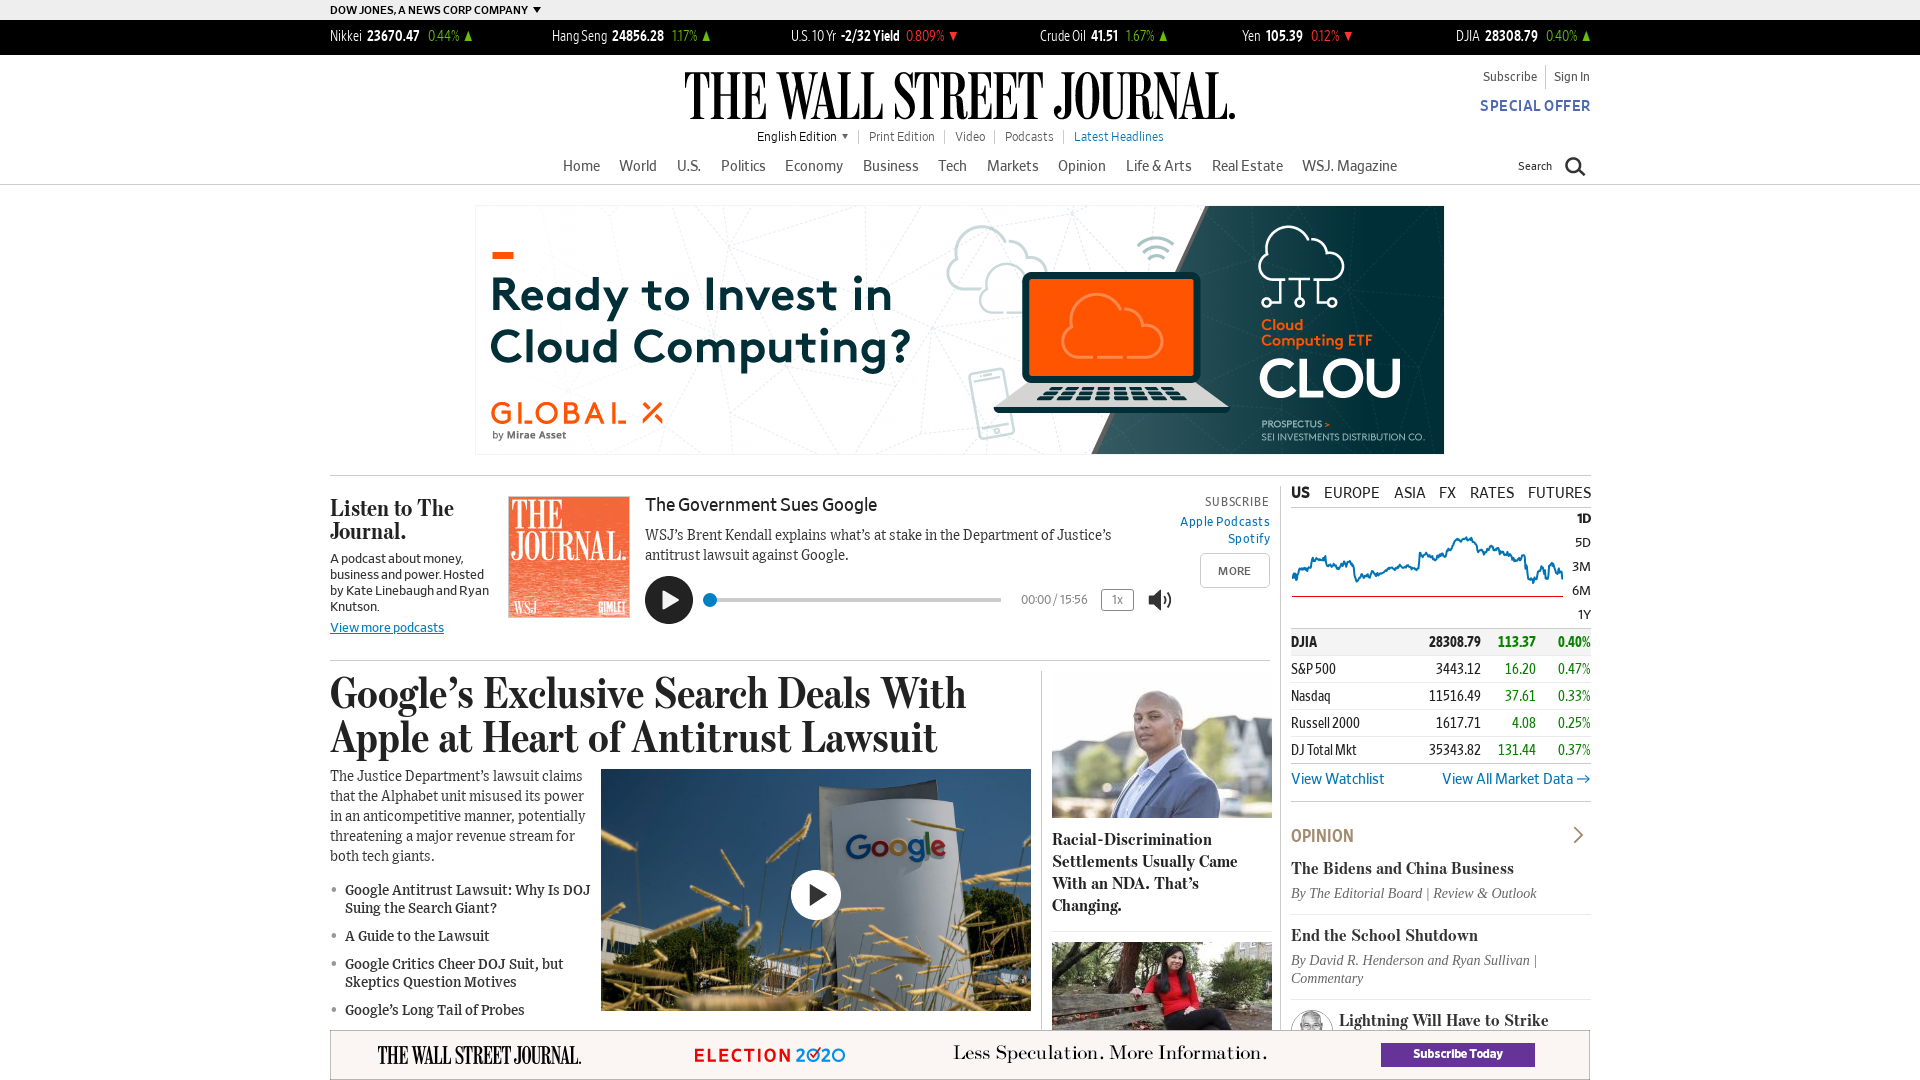 DOW JONES, A NEWS CORP COMPANY
Nikkei 23670.47 0.44% Hang Seng 24856.28 1.17% U.S. 10 Yr -2/32 Yield 0.809% Crude Oil 41.51 1.67% Yen 105.39 0.12% DJIA 28308.79 0.40%
THE WALL STREET JOURNAL.
Subscribe Sign In
SPECIAL OFFER
English Edition Print Edition Video Podcasts Latest Headlines
Home World U.S. Politics Economy Business Tech Markets Opinion Life & Arts Real Estate WSJ. Magazine Search
Ready to Invest in
Cloud Computing?
GLOBAL X
by Mirae Asset
Cloud
Computing ETF
CLOU
PROSPECTUS >
SEI INVESTMENTS DISTRIBUTION CO.
Listen to The
Journal.
A podcast about money,
business and power. Hosted
by Kate Linebaugh and Ryan
Knutson.
View more podcasts
THE
JOURNAL.
WSJ GIMLET
The Government Sues Google
WSJ’s Brent Kendall explains what’s at stake in the Department of Justice’s
antitrust lawsuit against Google.
00:00 / 15:56 1x
SUBSCRIBE
Apple Podcasts
Spotify
MORE
US EUROPE ASIA FX RATES FUTURES
1D
5D
3M
6M
1Y
DJIA 28308.79 113.37 0.40%
S&P 500 3443.12 16.20 0.47%
Nasdaq 11516.49 37.61 0.33%
Russell 2000 1617.71 4.08 0.25%
DJ Total Mkt 35343.82 131.44 0.37%
View Watchlist View All Market Data
Google’s Exclusive Search Deals With
Apple at Heart of Antitrust Lawsuit
The Justice Department’s lawsuit claims
that the Alphabet unit misused its power
in an anticompetitive manner, potentially
threatening a major revenue stream for
both tech giants.
• Google Antitrust Lawsuit: Why Is DOJ
Suing the Search Giant?
• A Guide to the Lawsuit
• Google Critics Cheer DOJ Suit, but
Skeptics Question Motives
• Google’s Long Tail of Probes
Google
Racial-Discrimination
Settlements Usually Came
With an NDA. That’s
Changing.
OPINION
The Bidens and China Business
By The Editorial Board | Review & Outlook
End the School Shutdown
By David R. Henderson and Ryan Sullivan |
Commentary
Lightning Will Have to Strike
THE WALL STREET JOURNAL. ELECTION 2020 Less Speculation. More Information. Subscribe Today